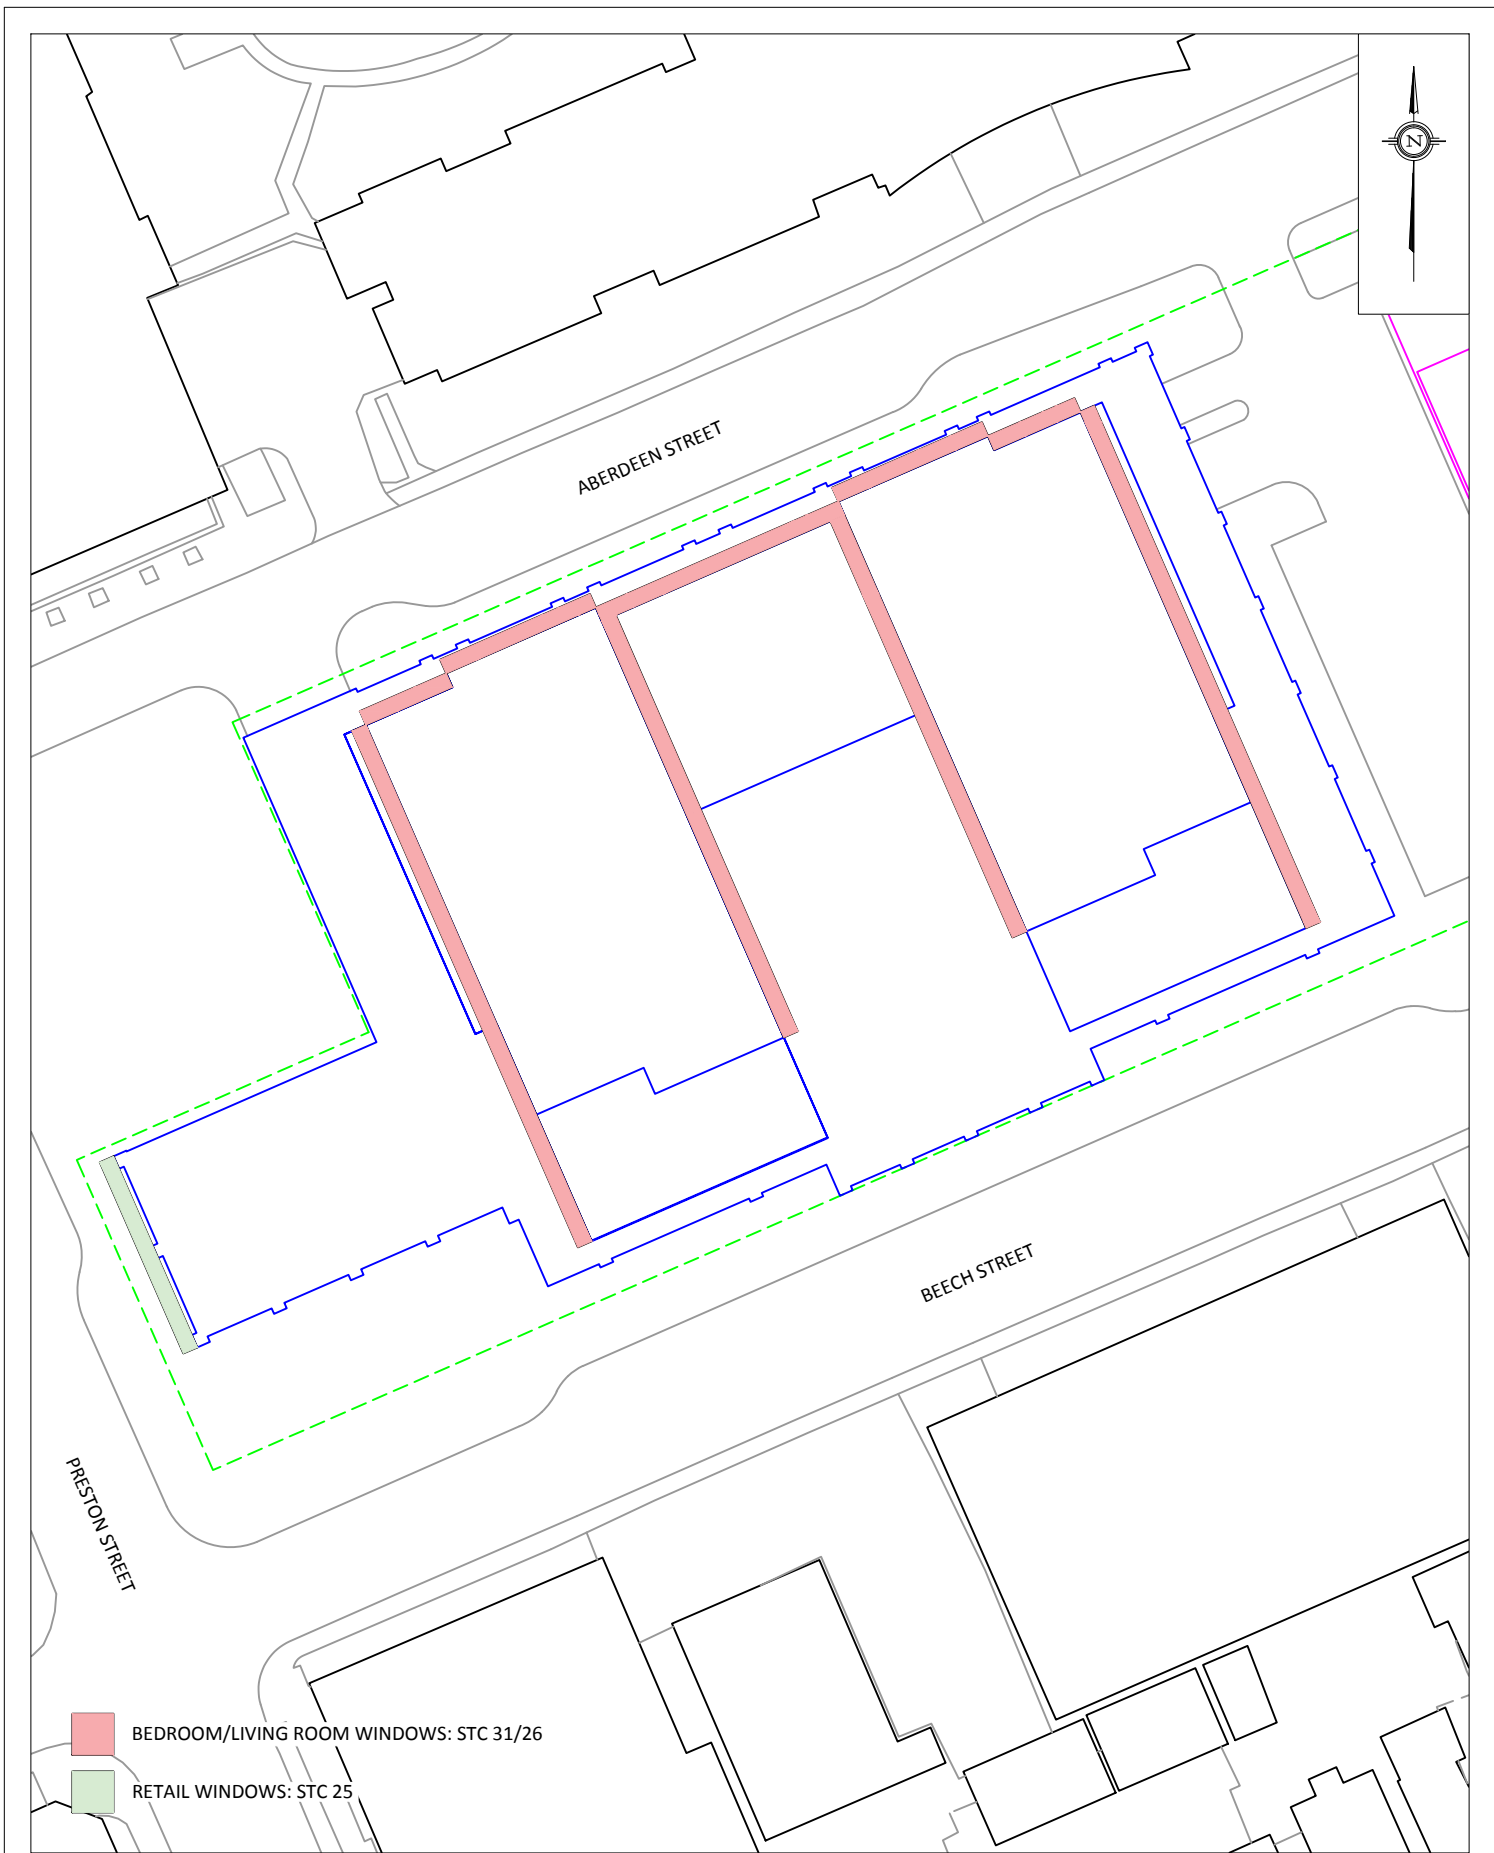 N
ABERDEEN STREET
BEECH STREET
PRESTON STREET
BEDROOM/LIVING ROOM WINDOWS: STC 31/26
RETAIL WINDOWS: STC 25